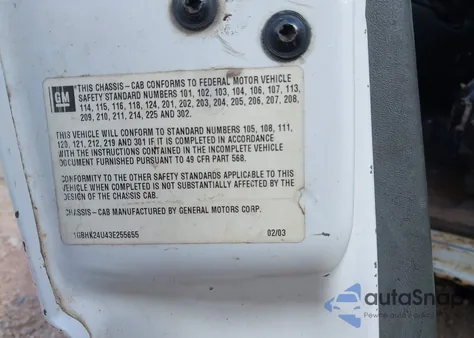 GM
THIS CHASSIS-CAB CONFORMS TO FEDERAL MOTOR VEHICLE
SAFETY STANDARD NUMBERS 101, 102, 103, 104, 106, 107, 113,
114, 115, 116, 118, 124, 201, 202, 203, 204, 205, 206, 207, 208,
209, 210, 211, 214, 225 AND 302.
THIS VEHICLE WILL CONFORM TO STANDARD NUMBERS 105, 108, 111,
120, 121, 212, 219 AND 301 IF IT IS COMPLETED IN ACCORDANCE
WITH THE INSTRUCTIONS CONTAINED IN THE INCOMPLETE VEHICLE
DOCUMENT FURNISHED PURSUANT TO 49 CFR PART 568.
CONFORMITY TO THE OTHER SAFETY STANDARDS APPLICABLE TO THIS
VEHICLE WHEN COMPLETED IS NOT SUBSTANTIALLY AFFECTED BY THE
DESIGN OF THE CHASSIS CAB.
CHASSIS-CAB MANUFACTURED BY GENERAL MOTORS CORP.
1GBHK24U43E255655 02/03
autoSnap